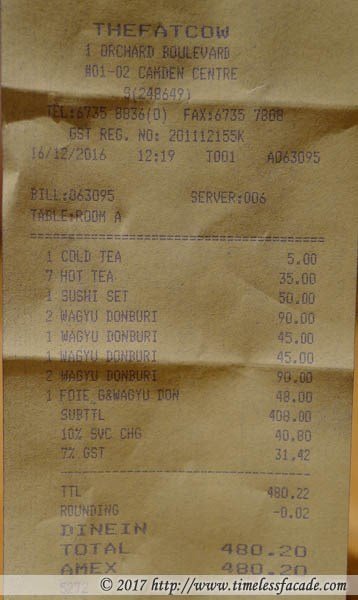 THEFATCOW
1 ORCHARD BOULEVARD
#01-02 CAMDEN CENTRE
S(248649)
TEL:6735 8836(O) FAX:6735 7808
GST REG. NO: 201112155K
16/12/2016 12:19 T001 A063095
BILL:063095 SERVER:006
TABLE:ROOM A
1 COLD TEA 5.00
7 HOT TEA 35.00
1 SUSHI SET 50.00
2 WAGYU DONBURI 90.00
1 WAGYU DONBURI 45.00
1 WAGYU DONBURI 45.00
2 WAGYU DONBURI 90.00
1 FOIE G&WAGYU DON 48.00
SUBTTL 408.00
10% SVC CHG 40.80
7% GST 31.42
TTL 480.22
ROUNDING -0.02
DINEIN
TOTAL 480.20
AMEX 480.20
© 2017 http://www.timelessfacade.com